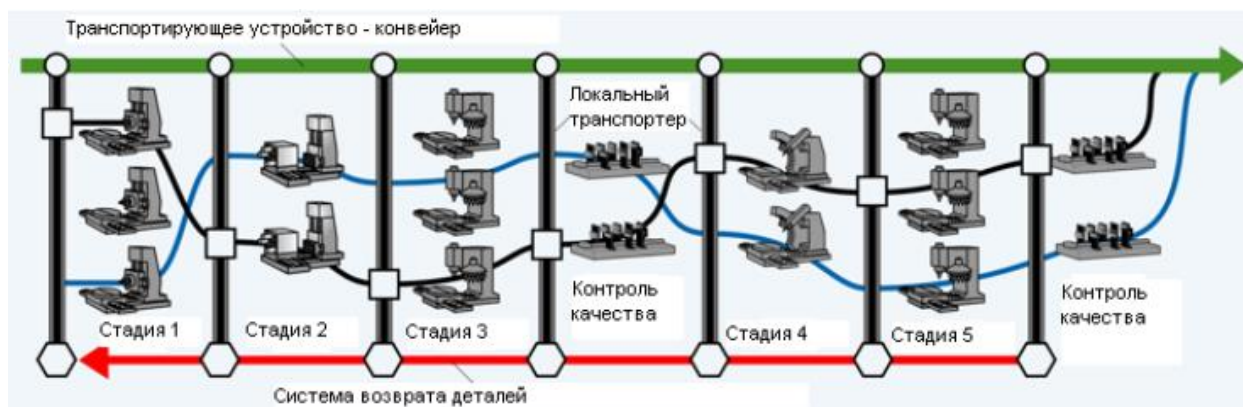 Транспортирующее устройство - конвейер
Локальный
транспортер
Контроль
качества
Контроль
качества
Стадия 1
Стадия 2
Стадия 3
Стадия 4
Стадия 5
Система возврата деталей